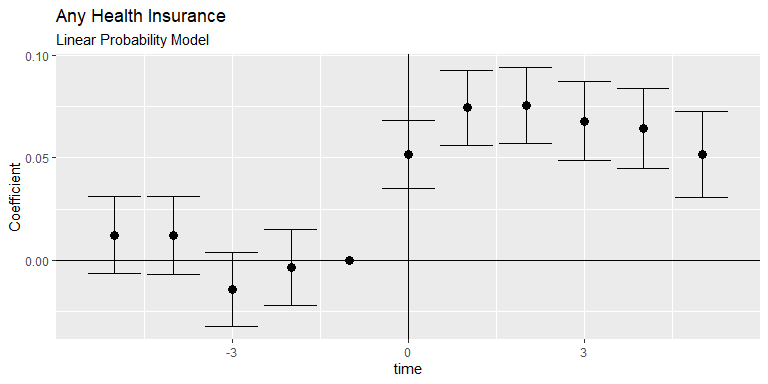 Any Health Insurance
Linear Probability Model
0.10
0.05
0.00
Coefficient
-3
0
3
time